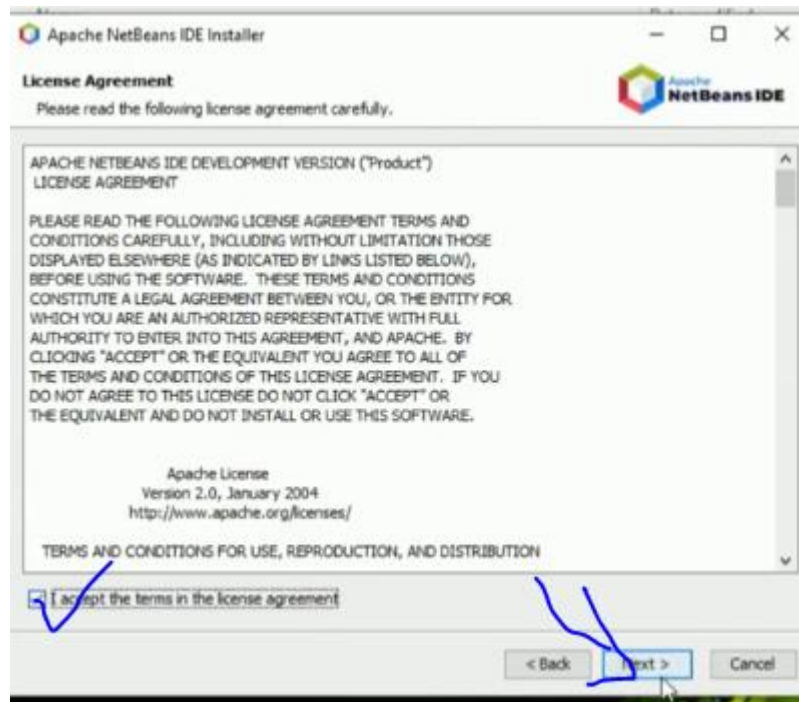 Apache NetBeans IDE Installer
License Agreement
Please read the following license agreement carefully.
Apache
NetBeans IDE
APACHE NETBEANS IDE DEVELOPMENT VERSION ("Product")
LICENSE AGREEMENT
PLEASE READ THE FOLLOWING LICENSE AGREEMENT TERMS AND
CONDITIONS CAREFULLY, INCLUDING WITHOUT LIMITATION THOSE
DISPLAYED ELSEWHERE (AS INDICATED BY LINKS LISTED BELOW),
BEFORE USING THE SOFTWARE. THESE TERMS AND CONDITIONS
CONSTITUTE A LEGAL AGREEMENT BETWEEN YOU, OR THE ENTITY FOR
WHICH YOU ARE AN AUTHORIZED REPRESENTATIVE WITH FULL
AUTHORITY TO ENTER INTO THIS AGREEMENT, AND APACHE. BY
CLICKING "ACCEPT" OR THE EQUIVALENT YOU AGREE TO ALL OF
THE TERMS AND CONDITIONS OF THIS LICENSE AGREEMENT. IF YOU
DO NOT AGREE TO THIS LICENSE DO NOT CLICK "ACCEPT" OR
THE EQUIVALENT AND DO NOT INSTALL OR USE THIS SOFTWARE.
Apache License
Version 2.0, January 2004
http://www.apache.org/licenses/
TERMS AND CONDITIONS FOR USE, REPRODUCTION, AND DISTRIBUTION
I accept the terms in the license agreement
< Back
Next >
Cancel